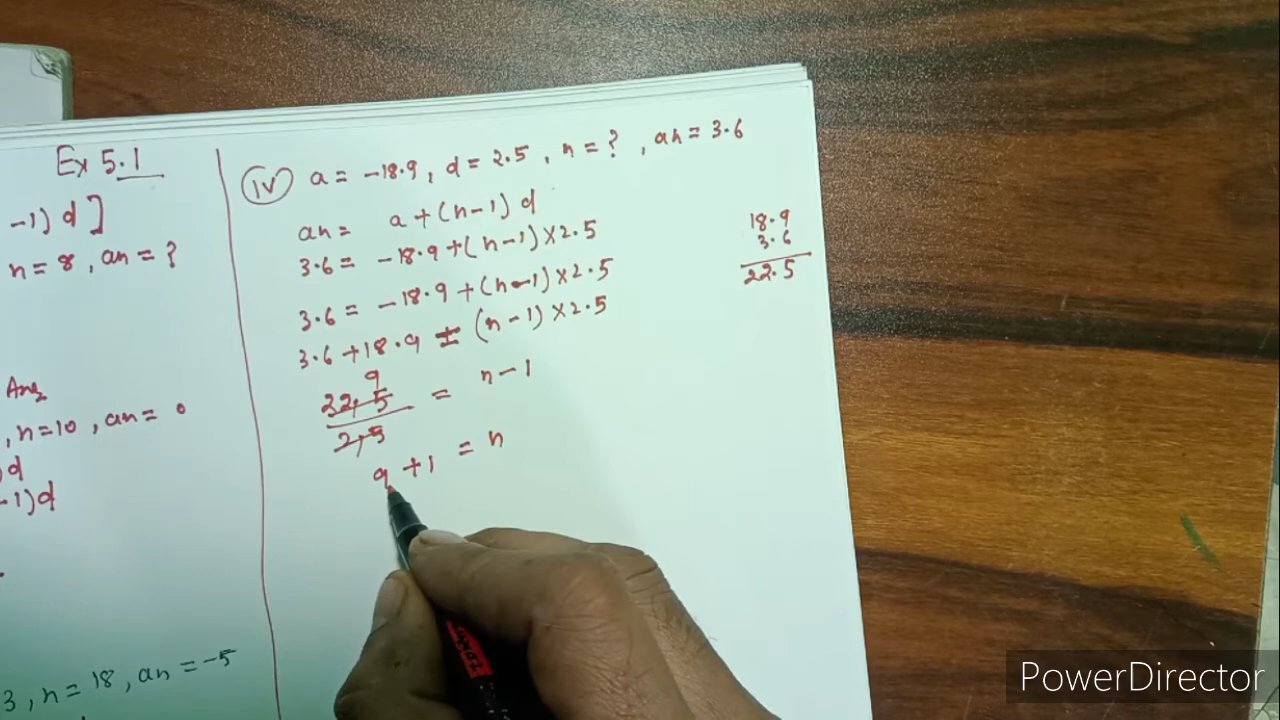 Ex 5.1
-1) d]
n = 8, an = ?
Ans
, n=10, an = 0
)d
-1)d
3, n = 18, an = -5
(iv) a = -18.9, d = 2.5, n = ?, an = 3.6
an = a + (n-1) d
3.6 = -18.9 + (n-1) × 2.5
3.6 = -18.9 + (n-1) × 2.5
3.6 + 18.9 = (n-1) × 2.5
9
22.5 = n-1
2.5
9 + 1 = n
18.9
3.6
22.5
PowerDirector